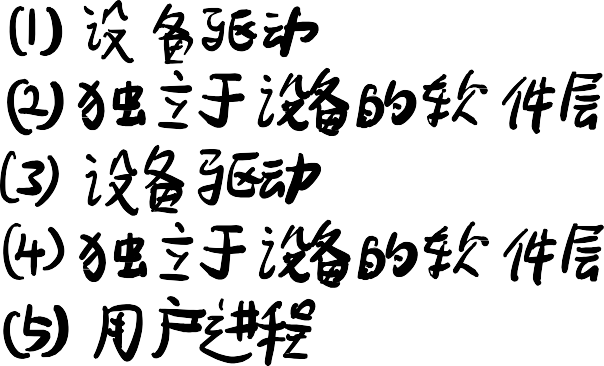 (1) 设备驱动
(2) 独立于设备的软件层
(3) 设备驱动
(4) 独立于设备的软件层
(5) 用户进程